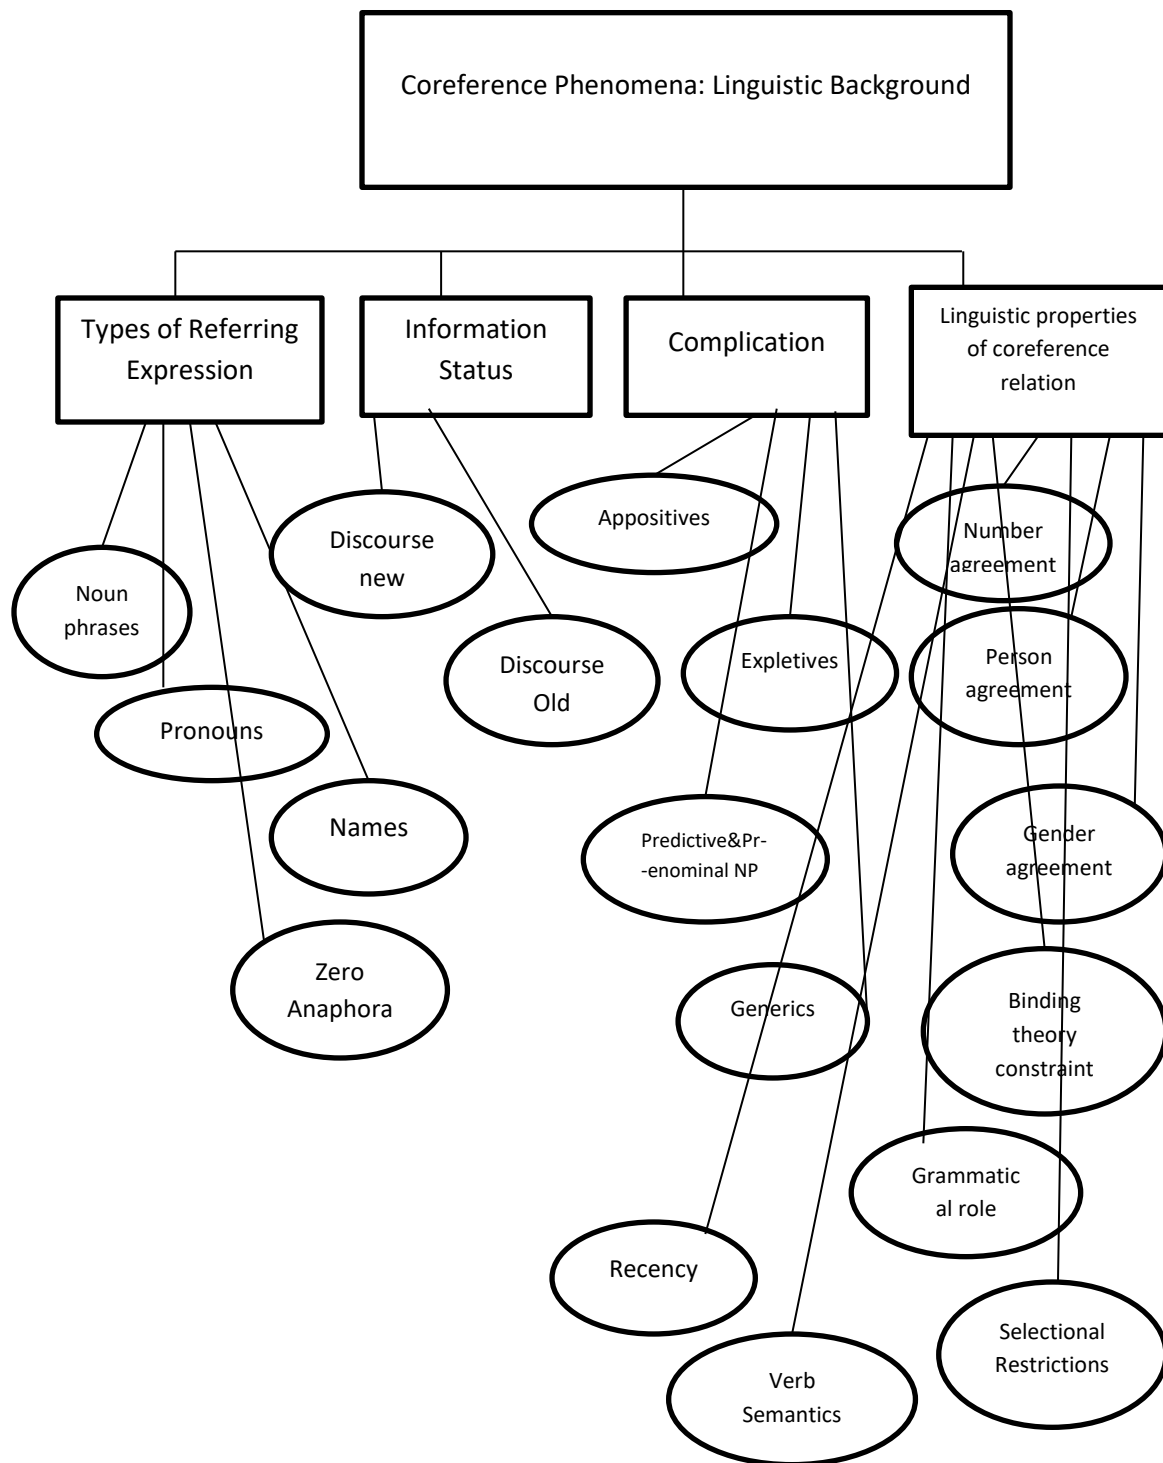 Coreference Phenomena: Linguistic Background
Types of Referring
Expression
Information
Status
Complication
Linguistic properties
of coreference
relation
Noun
phrases
Pronouns
Names
Zero
Anaphora
Discourse
new
Discourse
Old
Appositives
Expletives
Predictive&Pr-
-enominal NP
Generics
Number
agreement
Person
agreement
Gender
agreement
Binding
theory
constraint
Grammatic
al role
Recency
Selectional
Restrictions
Verb
Semantics